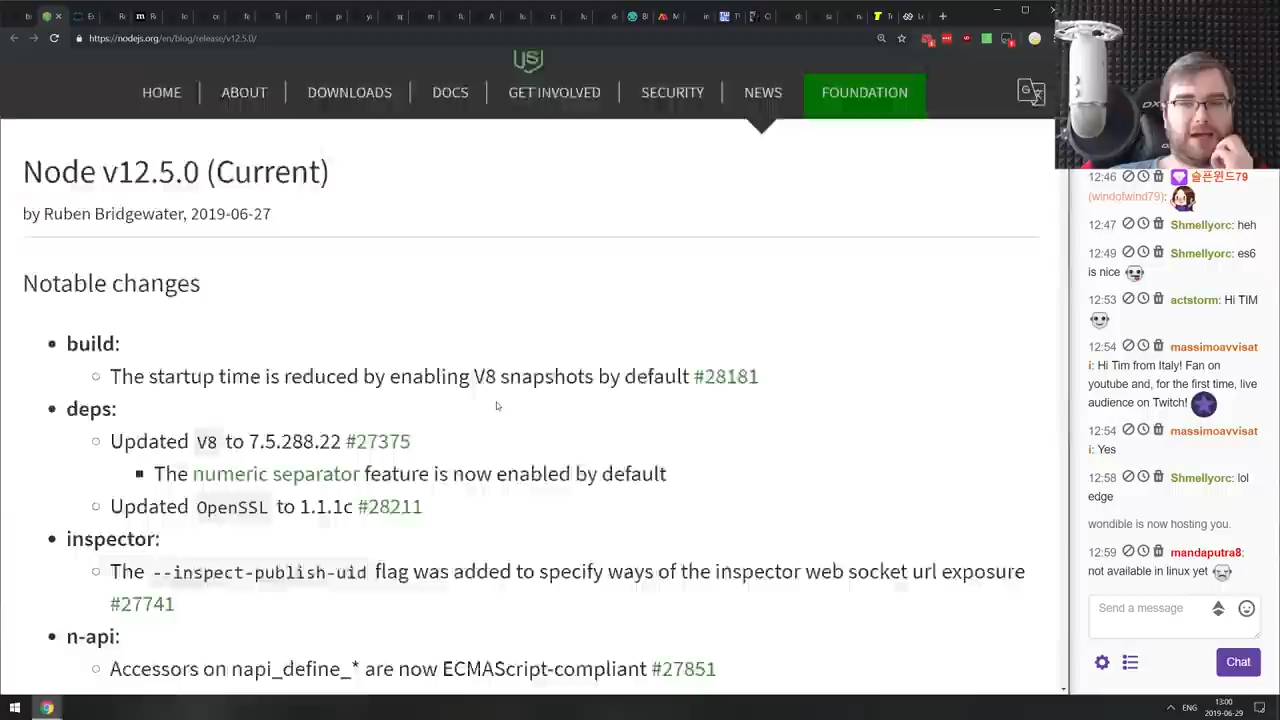 https://nodejs.org/en/blog/release/v12.5.0/
HOME
ABOUT
DOWNLOADS
DOCS
GET INVOLVED
SECURITY
NEWS
FOUNDATION
Node v12.5.0 (Current)
by Ruben Bridgewater, 2019-06-27
Notable changes
build:
The startup time is reduced by enabling V8 snapshots by default #28181
deps:
Updated V8 to 7.5.288.22 #27375
The numeric separator feature is now enabled by default
Updated OpenSSL to 1.1.1c #28211
inspector:
The --inspect-publish-uid flag was added to specify ways of the inspector web socket url exposure
#27741
n-api:
Accessors on napi_define_* are now ECMAScript-compliant #27851
12:46 슬픈윈드79
(windofwind79):
12:47 Shmellyorc: heh
12:49 Shmellyorc: es6
is nice
12:53 actstorm: Hi TIM
12:54 massimoavvisat
i: Hi Tim from Italy! Fan on
youtube and, for the first time, live
audience on Twitch!
12:54 massimoavvisat
i: Yes
12:58 Shmellyorc: lol
edge
wondible is now hosting you.
12:59 mandaputra8:
not available in linux yet
Send a message
Chat
ENG
13:00
2019-06-29